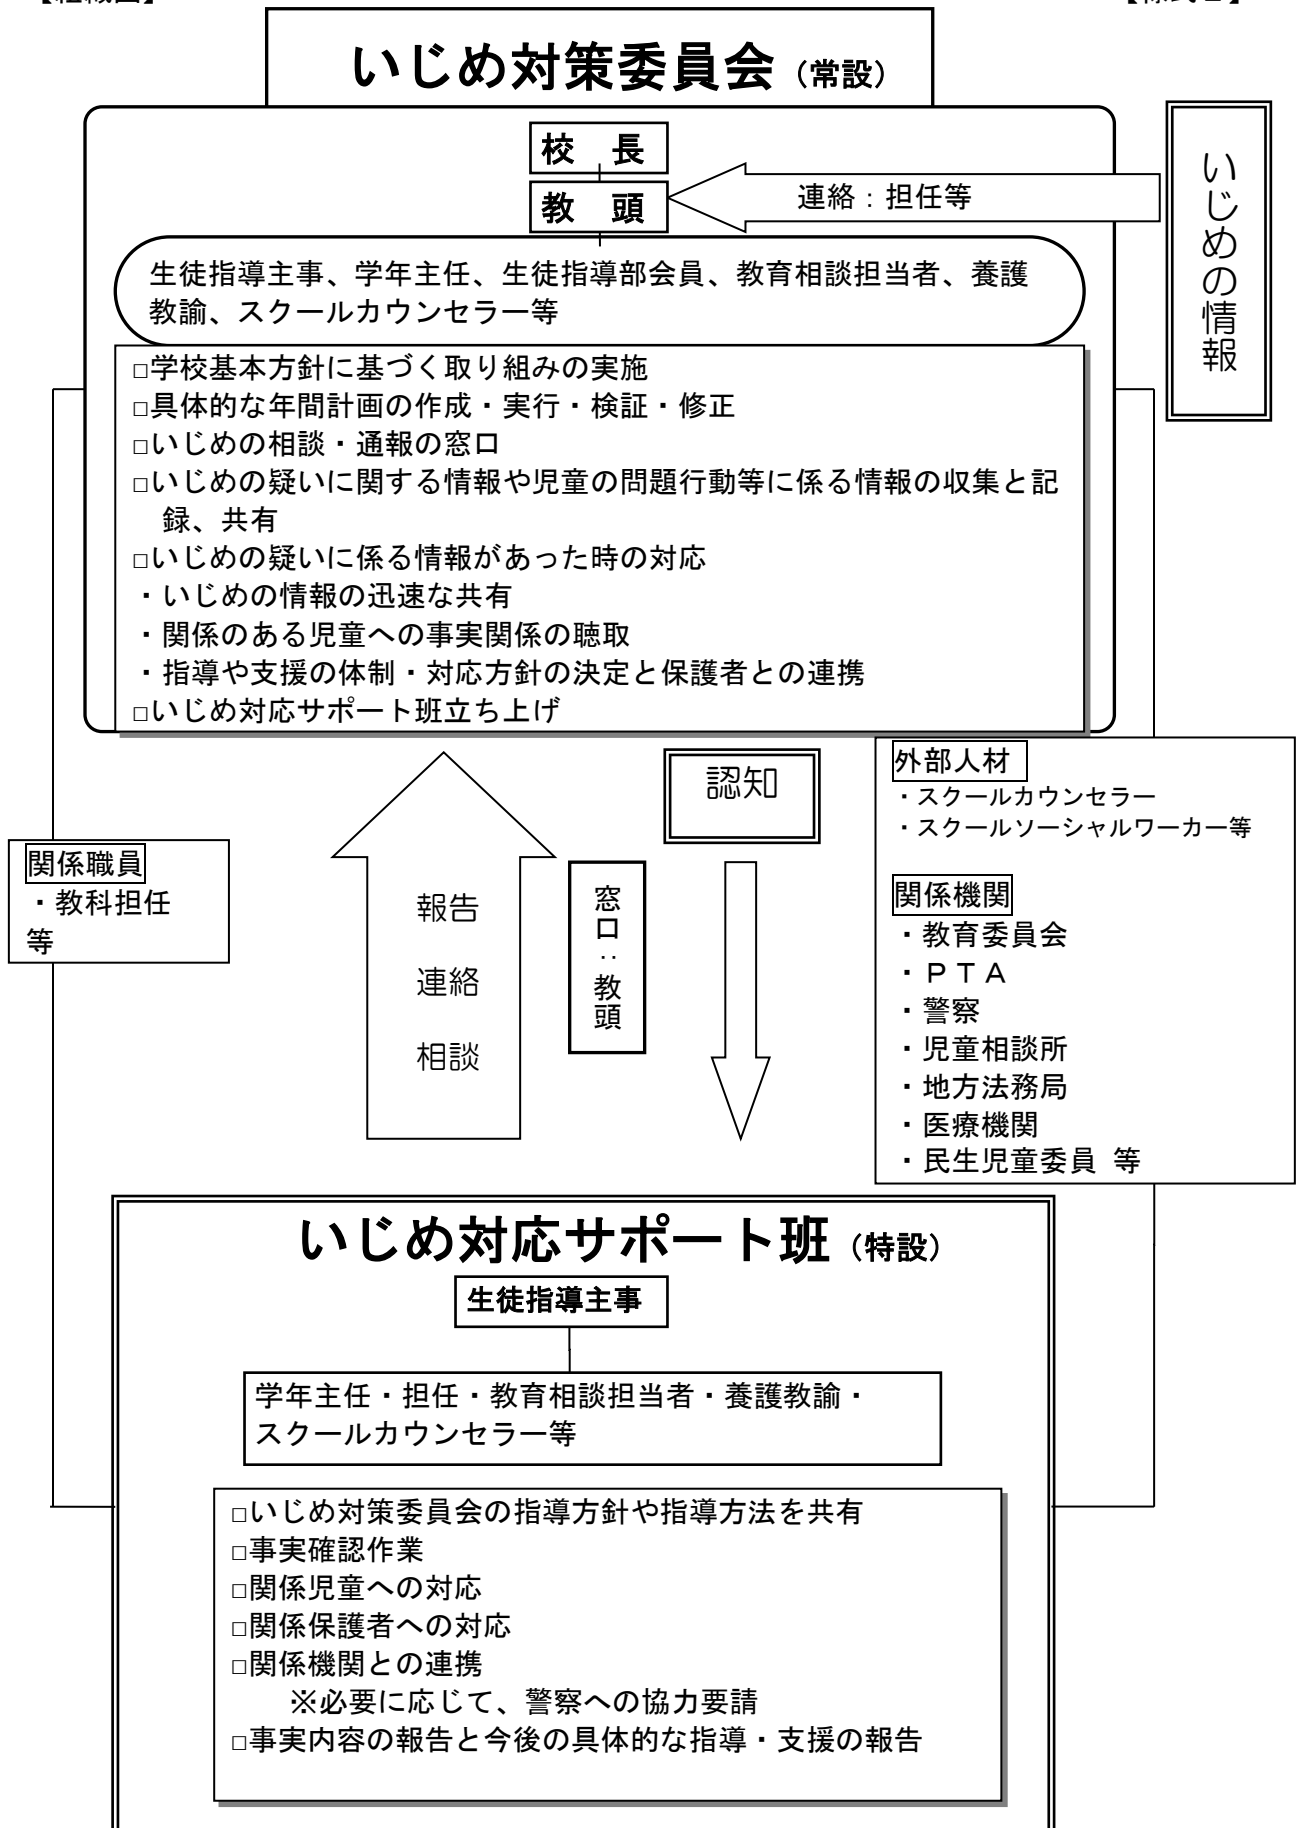 いじめ対策委員会（常設）
校　長
教　頭
連絡：担任等
いじめの情報
生徒指導主事、学年主任、生徒指導部会員、教育相談担当者、養護
教諭、スクールカウンセラー等
□学校基本方針に基づく取り組みの実施
□具体的な年間計画の作成・実行・検証・修正
□いじめの相談・通報の窓口
□いじめの疑いに関する情報や児童の問題行動等に係る情報の収集と記
録、共有
□いじめの疑いに係る情報があった時の対応
・いじめの情報の迅速な共有
・関係のある児童への事実関係の聴取
・指導や支援の体制・対応方針の決定と保護者との連携
□いじめ対応サポート班立ち上げ
関係職員
・教科担任
等
報告
連絡
相談
窓口：教頭
認知
外部人材
・スクールカウンセラー
・スクールソーシャルワーカー等
関係機関
・教育委員会
・ＰＴＡ
・警察
・児童相談所
・地方法務局
・医療機関
・民生児童委員 等
いじめ対応サポート班（特設）
生徒指導主事
学年主任・担任・教育相談担当者・養護教諭・
スクールカウンセラー等
□いじめ対策委員会の指導方針や指導方法を共有
□事実確認作業
□関係児童への対応
□関係保護者への対応
□関係機関との連携
※必要に応じて、警察への協力要請
□事実内容の報告と今後の具体的な指導・支援の報告